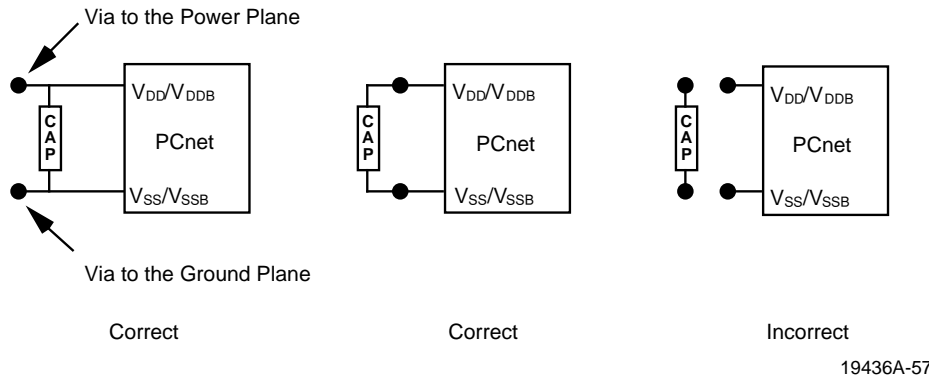 Via to the Power Plane
VDD/VDDB
CAP
PCnet
VSS/VSSB
Via to the Ground Plane
Correct
VDD/VDDB
CAP
PCnet
VSS/VSSB
Correct
VDD/VDDB
CAP
PCnet
VSS/VSSB
Incorrect
19436A-57